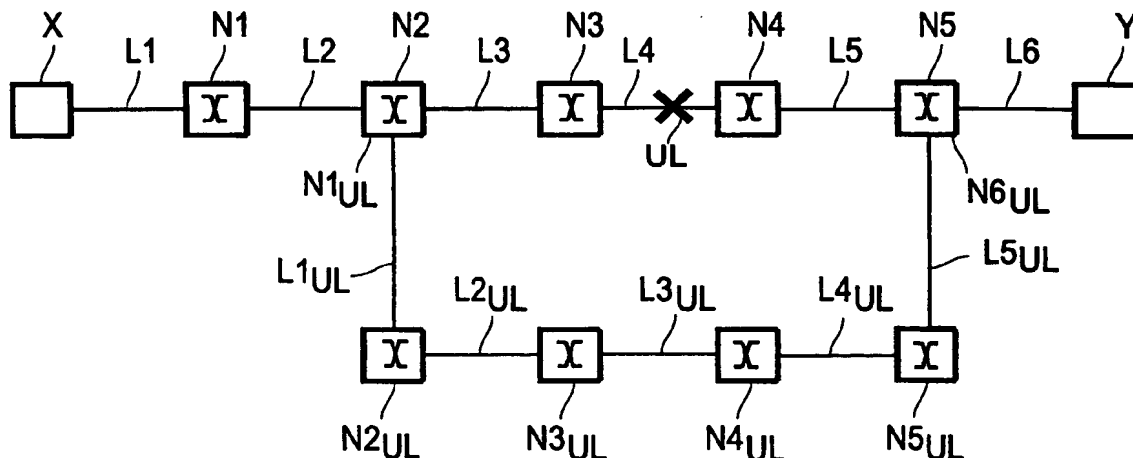 X L1 N1 L2 N2 L3 N3 L4 N4 L5 N5 L6 Y
UL
N1UL N6UL
L1UL L5UL
L2UL L3UL L4UL
N2UL N3UL N4UL N5UL